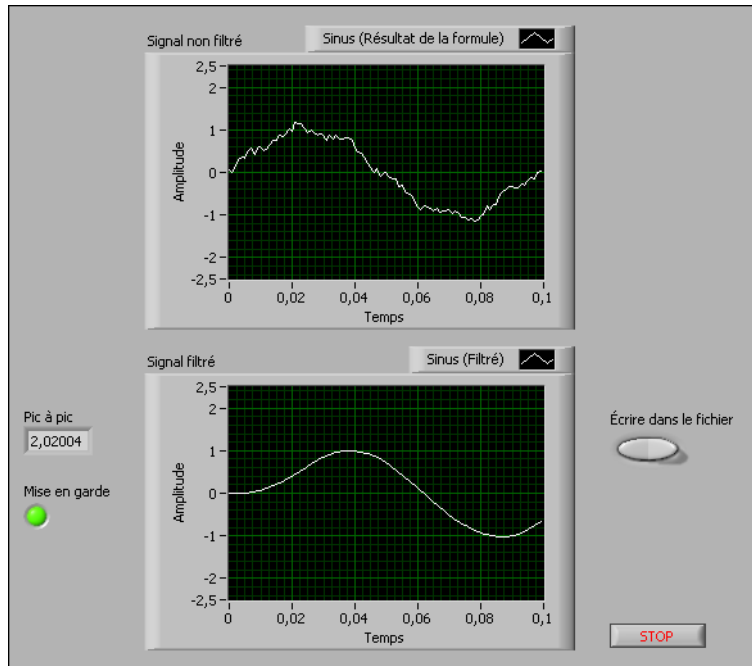 Signal non filtré
Sinus (Résultat de la formule)
2,5
2
1
0
-1
-2
-2,5
Amplitude
0 0,02 0,04 0,06 0,08 0,1
Temps
Signal filtré
Sinus (Filtré)
2,5
2
1
0
-1
-2
-2,5
Amplitude
0 0,02 0,04 0,06 0,08 0,1
Temps
Pic à pic
2,02004
Mise en garde
Écrire dans le fichier
STOP